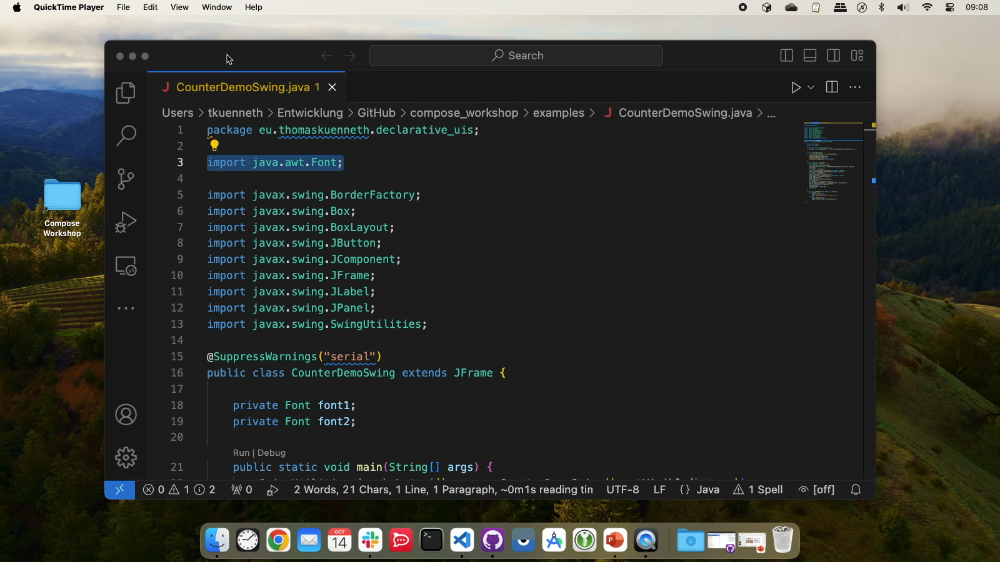 QuickTime Player File Edit View Window Help 09:08
Search
J CounterDemoSwing.java 1
Users > tkuenneth > Entwicklung > GitHub > compose_workshop > examples > J CounterDemoSwing.java > ...
1 package eu.thomaskuenneth.declarative_uis;
2
3 import java.awt.Font;
4
5 import javax.swing.BorderFactory;
6 import javax.swing.Box;
7 import javax.swing.BoxLayout;
8 import javax.swing.JButton;
9 import javax.swing.JComponent;
10 import javax.swing.JFrame;
11 import javax.swing.JLabel;
12 import javax.swing.JPanel;
13 import javax.swing.SwingUtilities;
14
15 @SuppressWarnings("serial")
16 public class CounterDemoSwing extends JFrame {
17
18 private Font font1;
19 private Font font2;
20
Run | Debug
21 public static void main(String[] args) {
Compose
Workshop
0 1 2 0 2 Words, 21 Chars, 1 Line, 1 Paragraph, ~0m1s reading tin UTF-8 LF {} Java 1 Spell [off]
OCT
14